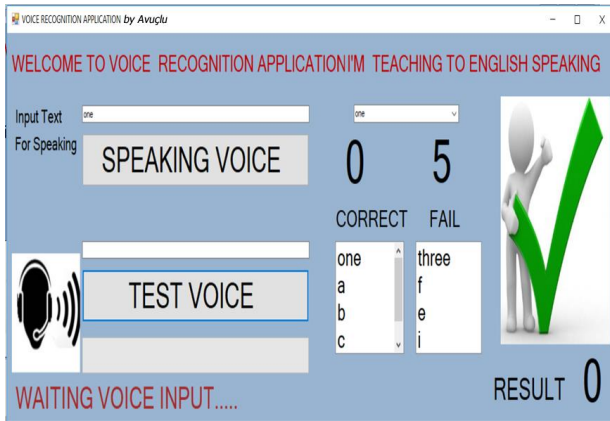 VOICE RECOGNITION APPLICATION by Avuçlu
WELCOME TO VOICE RECOGNITION APPLICATION I'M TEACHING TO ENGLISH SPEAKING
Input Text
For Speaking
one
one
SPEAKING VOICE
0 5
CORRECT FAIL
one
a
b
c
three
f
e
i
TEST VOICE
WAITING VOICE INPUT.....
RESULT 0